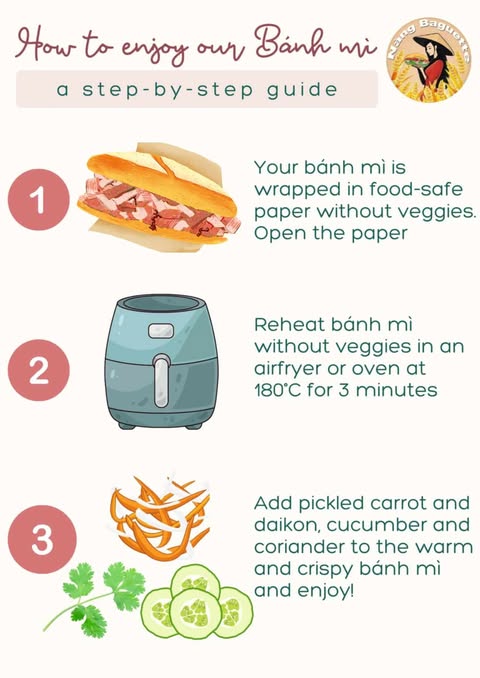 How to enjoy our Bánh mì
Nàng Baguette
a step-by-step guide
1
Your bánh mì is
wrapped in food-safe
paper without veggies.
Open the paper
2
Reheat bánh mì
without veggies in an
airfryer or oven at
180°C for 3 minutes
3
Add pickled carrot and
daikon, cucumber and
coriander to the warm
and crispy bánh mì
and enjoy!